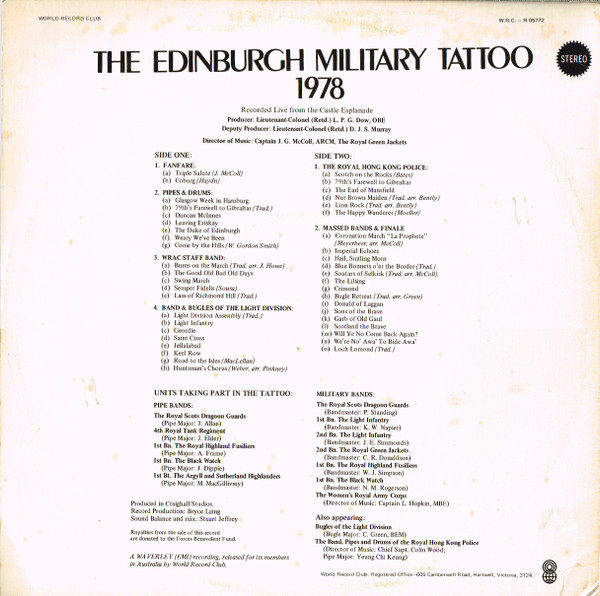 WORLD RECORD CLUB
W.R.C. – R 05772
THE EDINBURGH MILITARY TATTOO
1978
STEREO
Recorded Live from the Castle Esplanade
Producer: Lieutenant-Colonel (Retd.) L. P. G. Dow, OBE
Deputy Producer: Lieutenant-Colonel (Retd.) D. J. S. Murray
Director of Music: Captain J. G. McColl, ARCM, The Royal Green Jackets
SIDE ONE:
1. FANFARE:
(a) Triple Salute (J. McColl)
(b) Coburg (Haydn)
2. PIPES & DRUMS:
(a) Glasgow Week in Hamburg
(b) 79th's Farewell to Gibraltar (Trad.)
(c) Duncan McInnes
(d) Leaving Eriskay
(e) The Duke of Edinburgh
(f) Weary We've Been
(g) Come by the Hills (W. Gordon Smith)
3. WRAC STAFF BAND:
(a) Burns on the March (Trad. arr. J. Howe)
(b) The Good Old Bad Old Days
(c) Swing March
(d) Semper Fidelis (Sousa)
(e) Lass of Richmond Hill (Trad.)
4. BAND & BUGLES OF THE LIGHT DIVISION:
(a) Light Division Assembly (Trad.)
(b) Light Infantry
(c) Geordie
(d) Saint Cross
(e) Jellalabad
(f) Keel Row
(g) Road to the Isles (MacLellan)
(h) Huntsman's Chorus (Weber, arr. Pinkney)
SIDE TWO:
1. THE ROYAL HONG KONG POLICE:
(a) Scotch on the Rocks (Bates)
(b) 79th's Farewell to Gibraltar
(c) The Earl of Mansfield
(d) Nut Brown Maiden (Trad. arr. Bently)
(e) Lion Rock (Trad. arr. Bently)
(f) The Happy Wanderer (Moeller)
2. MASSED BANDS & FINALE
(a) Coronation March "La Propheta"
(Meyerbeer, arr. McColl)
(b) Imperial Echoes
(c) Hail, Smiling Morn
(d) Blue Bonnets o'er the Border (Trad.)
(e) Soutars of Selkirk (Trad. arr. McColl)
(f) The Lilting
(g) Crimond
(h) Bugle Retreat (Trad. arr. Green)
(i) Donald of Laggan
(j) Sons of the Brave
(k) Garb of Old Gaul
(l) Scotland the Brave
(m) Will Ye No Come Back Again?
(n) We're No' Awa' To Bide Awa'
(o) Loch Lomond (Trad.)
UNITS TAKING PART IN THE TATTOO:
PIPE BANDS:
The Royal Scots Dragoon Guards
(Pipe Major: J. Allan)
4th Royal Tank Regiment
(Pipe Major: J. Elder)
1st Bn. The Royal Highland Fusiliers
(Pipe Major: A. Frame)
1st Bn. The Black Watch
(Pipe Major: J. Dippie)
1st Bt. The Argyll and Sutherland Highlanders
(Pipe Major: M. MacGillivray)
MILITARY BANDS:
The Royal Scots Dragoon Guards
(Bandmaster: P. Standing)
1st Bn. The Light Infantry
(Bandmaster: K. W. Napier)
2nd Bn. The Light Infantry
(Bandmaster: J. E. Simmonds)
2nd Bn. The Royal Green Jackets
(Bandmaster: C. R. Donaldson)
1st Bn. The Royal Highland Fusiliers
(Bandmaster: W. J. Simpson)
1st Bn. The Black Watch
(Bandmaster: N. M. Rogerson)
The Women's Royal Army Corps
(Director of Music: Captain L. Hopkin, MBE)
Also appearing:
Bugles of the Light Division
(Bugle Major: C. Green, BEM)
The Band, Pipes and Drums of the Royal Hong Kong Police
(Director of Music: Chief Supt. Colin Wood;
Pipe Major: Yeung Chi Keung)
Produced in Craighall Studios.
Record Production: Bryce Laing
Sound Balance and mix: Stuart Jeffrey
Royalties from the sale of this record
are donated to the Forces Benevolent Fund.
A WAVERLEY (EMI) recording, released for its members
in Australia by World Record Club.
World Record Club: Registered Office–605 Camberwell Road, Hartwell, Victoria, 3124.